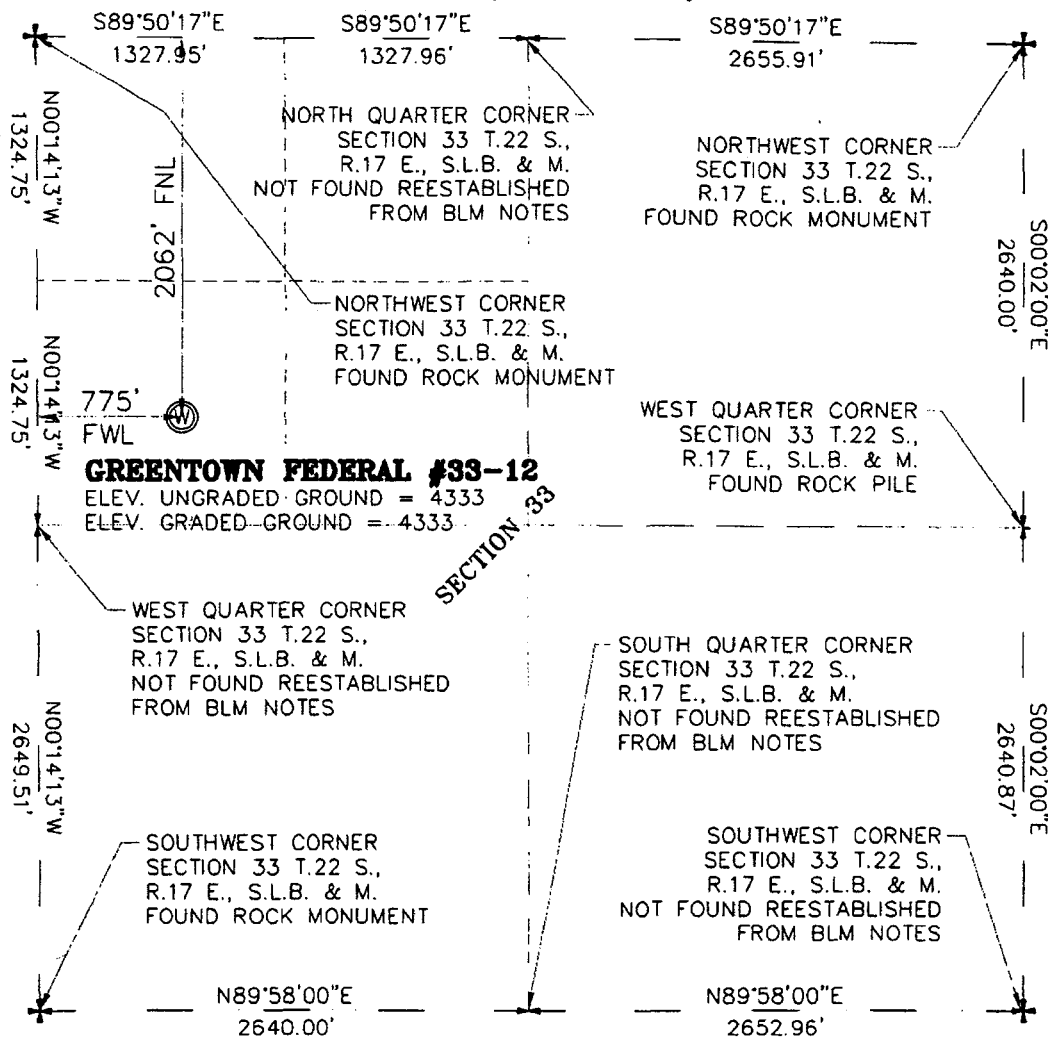 S89°50'17"E
1327.95'
S89°50'17"E
1327.96'
S89°50'17"E
2655.91'
N00°14'13"W
1324.75'
NORTH QUARTER CORNER
SECTION 33 T.22 S.,
R.17 E., S.L.B. & M.
NOT FOUND REESTABLISHED
FROM BLM NOTES
NORTHWEST CORNER
SECTION 33 T.22 S.,
R.17 E., S.L.B. & M.
FOUND ROCK MONUMENT
2062' FNL
S00°02'00"E
2640.00'
NORTHWEST CORNER
SECTION 33 T.22 S.,
R.17 E., S.L.B. & M.
FOUND ROCK MONUMENT
N00°14'13"W
1324.75'
775'
FWL
W
WEST QUARTER CORNER
SECTION 33 T.22 S.,
R.17 E., S.L.B. & M.
FOUND ROCK PILE
GREENTOWN FEDERAL #33-12
ELEV. UNGRADED GROUND = 4333
ELEV. GRADED GROUND = 4333
SECTION 33
WEST QUARTER CORNER
SECTION 33 T.22 S.,
R.17 E., S.L.B. & M.
NOT FOUND REESTABLISHED
FROM BLM NOTES
SOUTH QUARTER CORNER
SECTION 33 T.22 S.,
R.17 E., S.L.B. & M.
NOT FOUND REESTABLISHED
FROM BLM NOTES
N00°14'13"W
2649.51'
S00°02'00"E
2640.87'
SOUTHWEST CORNER
SECTION 33 T.22 S.,
R.17 E., S.L.B. & M.
FOUND ROCK MONUMENT
SOUTHWEST CORNER
SECTION 33 T.22 S.,
R.17 E., S.L.B. & M.
NOT FOUND REESTABLISHED
FROM BLM NOTES
N89°58'00"E
2640.00'
N89°58'00"E
2652.96'